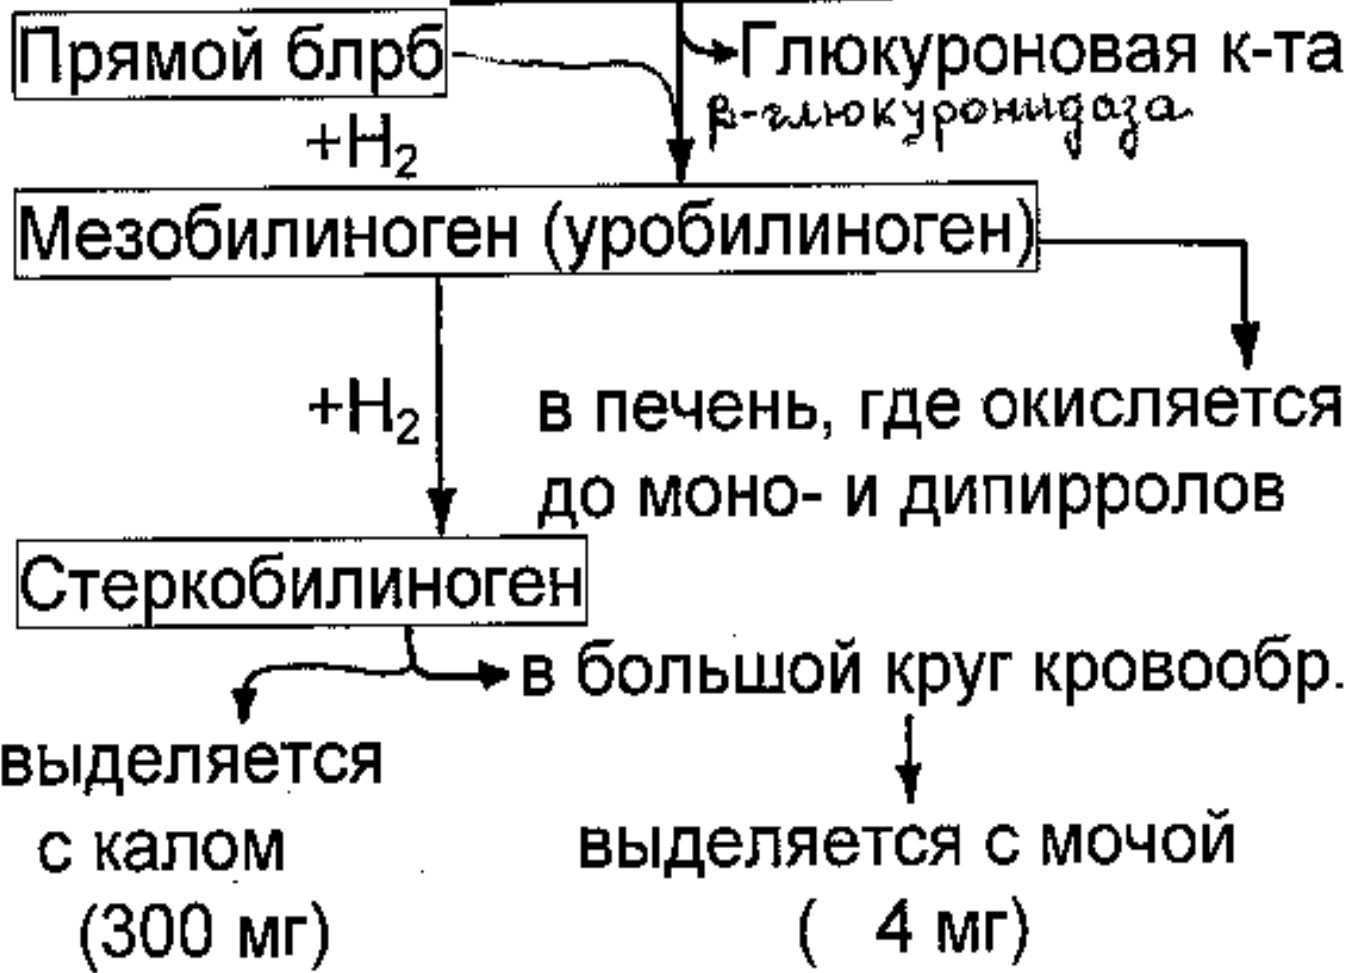 Прямой блрб
Глюкуроновая к-та
β-глюкуронидаза
+H₂
Мезобилиноген (уробилиноген)
+H₂
в печень, где окисляется
до моно- и дипирролов
Стеркобилиноген
в большой круг кровообр.
выделяется
с калом
(300 мг)
выделяется с мочой
( 4 мг)